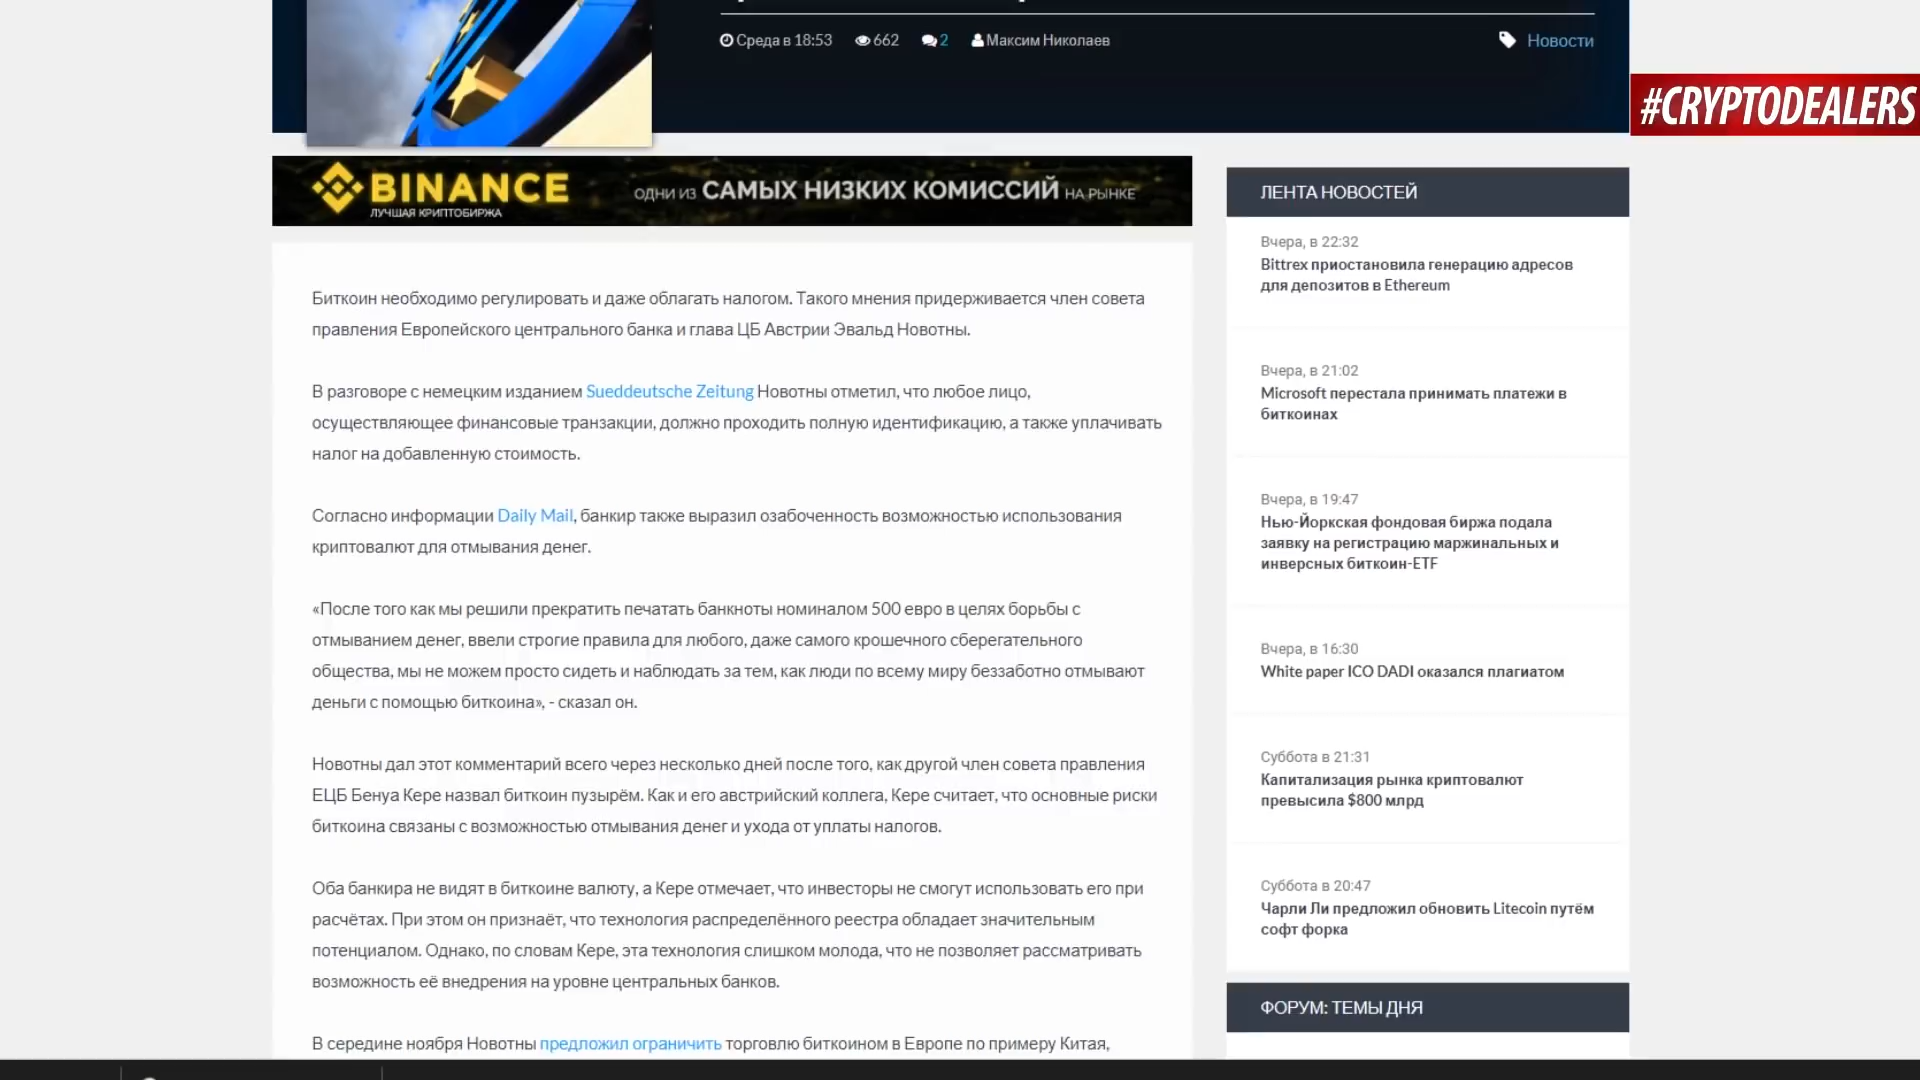 Среда в 18:53 662 2 Максим Николаев Новости
#CRYPTODEALERS
BINANCE
ЛУЧШАЯ КРИПТОБИРЖА
ОДНИ ИЗ САМЫХ НИЗКИХ КОМИССИЙ НА РЫНКЕ
Биткоин необходимо регулировать и даже облагать налогом. Такого мнения придерживается член совета
правления Европейского центрального банка и глава ЦБ Австрии Эвальд Новотны.
В разговоре с немецким изданием Sueddeutsche Zeitung Новотны отметил, что любое лицо,
осуществляющее финансовые транзакции, должно проходить полную идентификацию, а также уплачивать
налог на добавленную стоимость.
Согласно информации Daily Mail, банкир также выразил озабоченность возможностью использования
криптовалют для отмывания денег.
«После того как мы решили прекратить печатать банкноты номиналом 500 евро в целях борьбы с
отмыванием денег, ввели строгие правила для любого, даже самого крошечного сберегательного
общества, мы не можем просто сидеть и наблюдать за тем, как люди по всему миру беззаботно отмывают
деньги с помощью биткоина», - сказал он.
Новотны дал этот комментарий всего через несколько дней после того, как другой член совета правления
ЕЦБ Бенуа Кере назвал биткоин пузырём. Как и его австрийский коллега, Кере считает, что основные риски
биткоина связаны с возможностью отмывания денег и ухода от уплаты налогов.
Оба банкира не видят в биткоине валюту, а Кере отмечает, что инвесторы не смогут использовать его при
расчётах. При этом он признаёт, что технология распределённого реестра обладает значительным
потенциалом. Однако, по словам Кере, эта технология слишком молода, что не позволяет рассматривать
возможность её внедрения на уровне центральных банков.
В середине ноября Новотны предложил ограничить торговлю биткоином в Европе по примеру Китая,
ЛЕНТА НОВОСТЕЙ
Вчера, в 22:32
Bittrex приостановила генерацию адресов
для депозитов в Ethereum
Вчера, в 21:02
Microsoft перестала принимать платежи в
биткоинах
Вчера, в 19:47
Нью-Йоркская фондовая биржа подала
заявку на регистрацию маржинальных и
инверсных биткоин-ETF
Вчера, в 16:30
White paper ICO DADI оказался плагиатом
Суббота в 21:31
Капитализация рынка криптовалют
превысила $800 млрд
Суббота в 20:47
Чарли Ли предложил обновить Litecoin путём
софт форка
ФОРУМ: ТЕМЫ ДНЯ